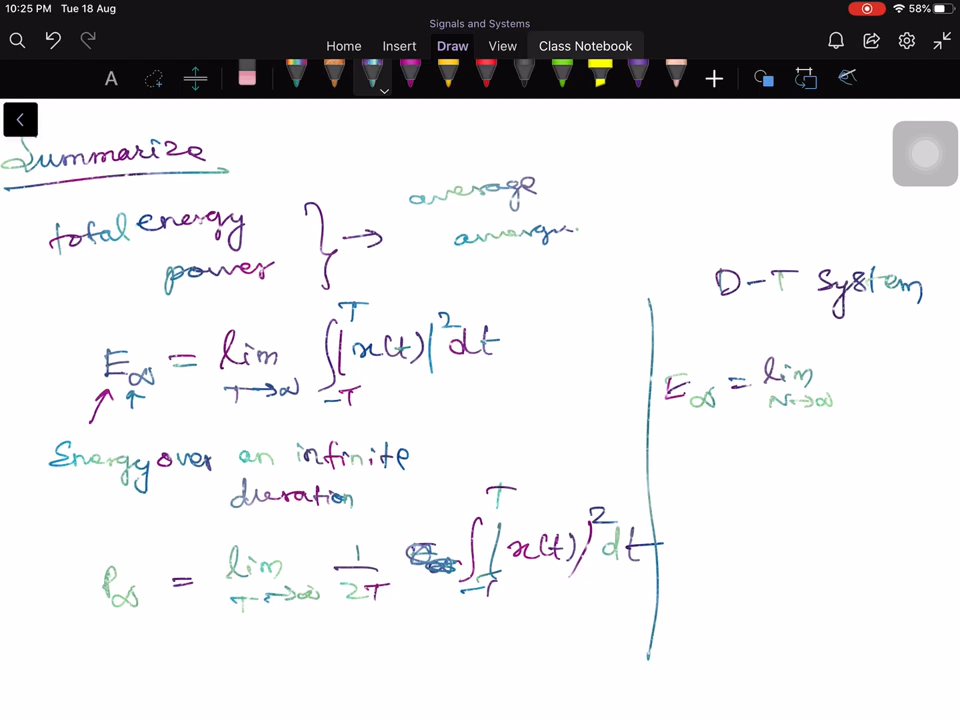 10:25 PM Tue 18 Aug
58%
Signals and Systems
Home Insert Draw View Class Notebook
A
Summarize
total energy
power
average
D-T System
E∞ = lim T→∞ ∫ -T T |x(t)|² dt
E∞ = lim N→∞
Energy over an infinite
duration
P∞ = lim T→∞ 1/2T ∫ -T T |x(t)|² dt